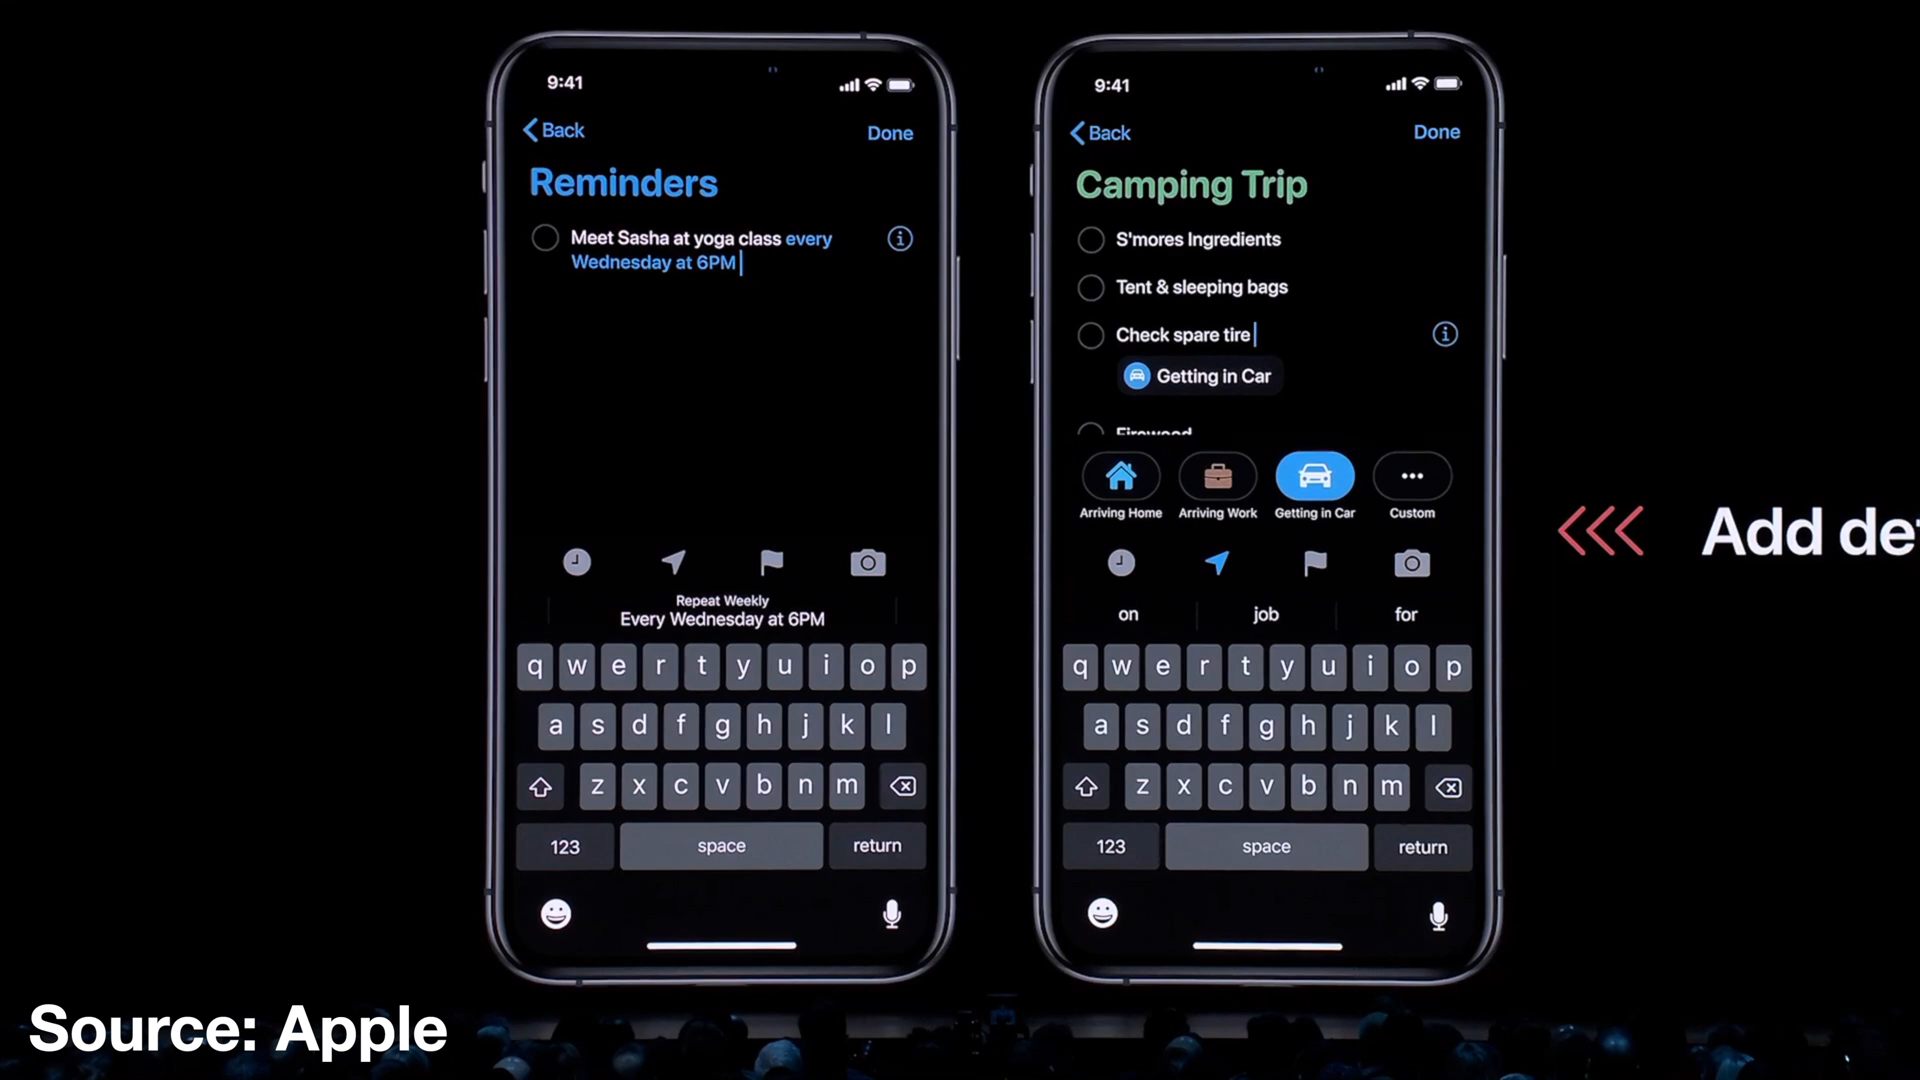 9:41
Back
Done
Reminders
Meet Sasha at yoga class every
Wednesday at 6PM
Repeat Weekly
Every Wednesday at 6PM
q w e r t y u i o p
a s d f g h j k l
z x c v b n m
123 space return
9:41
Back
Done
Camping Trip
S'mores Ingredients
Tent & sleeping bags
Check spare tire
Getting in Car
Firewood
Arriving Home
Arriving Work
Getting in Car
Custom
on job for
q w e r t y u i o p
a s d f g h j k l
z x c v b n m
123 space return
Add
Source: Apple